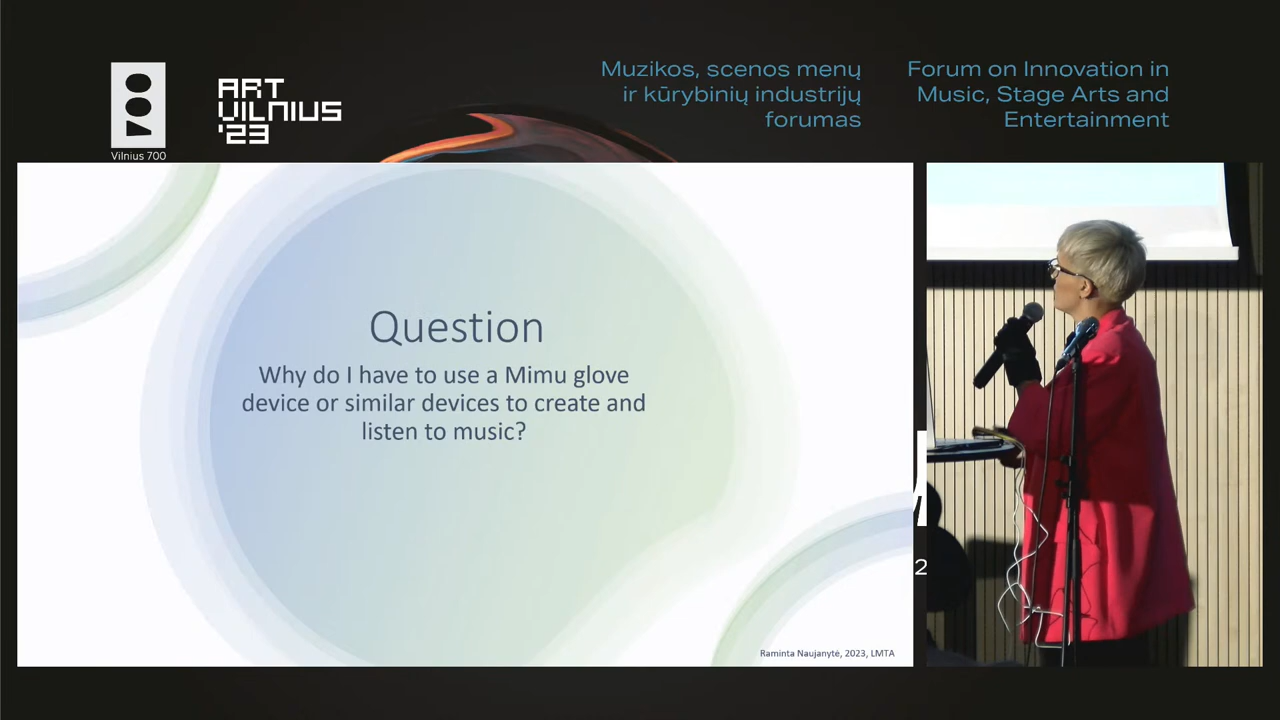 Vilnius 700
ART
VILNIUS
'23
Muzikos, scenos menų
ir kūrybinių industrijų
forumas
Forum on Innovation in
Music, Stage Arts and
Entertainment
Question
Why do I have to use a Mimu glove
device or similar devices to create and
listen to music?
Raminta Naujanytė, 2023, LMTA
2